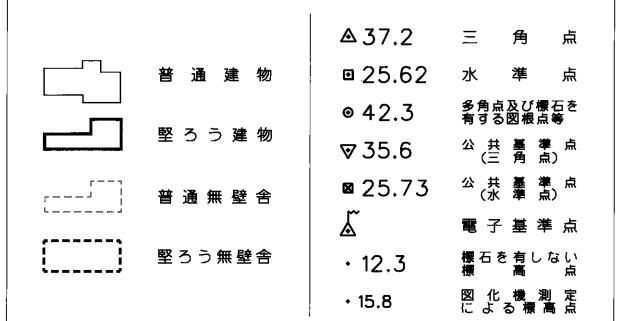 普通建物
堅ろう建物
普通無壁舎
堅ろう無壁舎
37.2 三角点
25.62 水準点
42.3 多角点及び標石を
有する図根点等
35.6 公共基準点
(三角点)
25.73 公共基準点
(水準点)
電子基準点
12.3 標石を有しない
標高点
15.8 図化機測定
による標高点